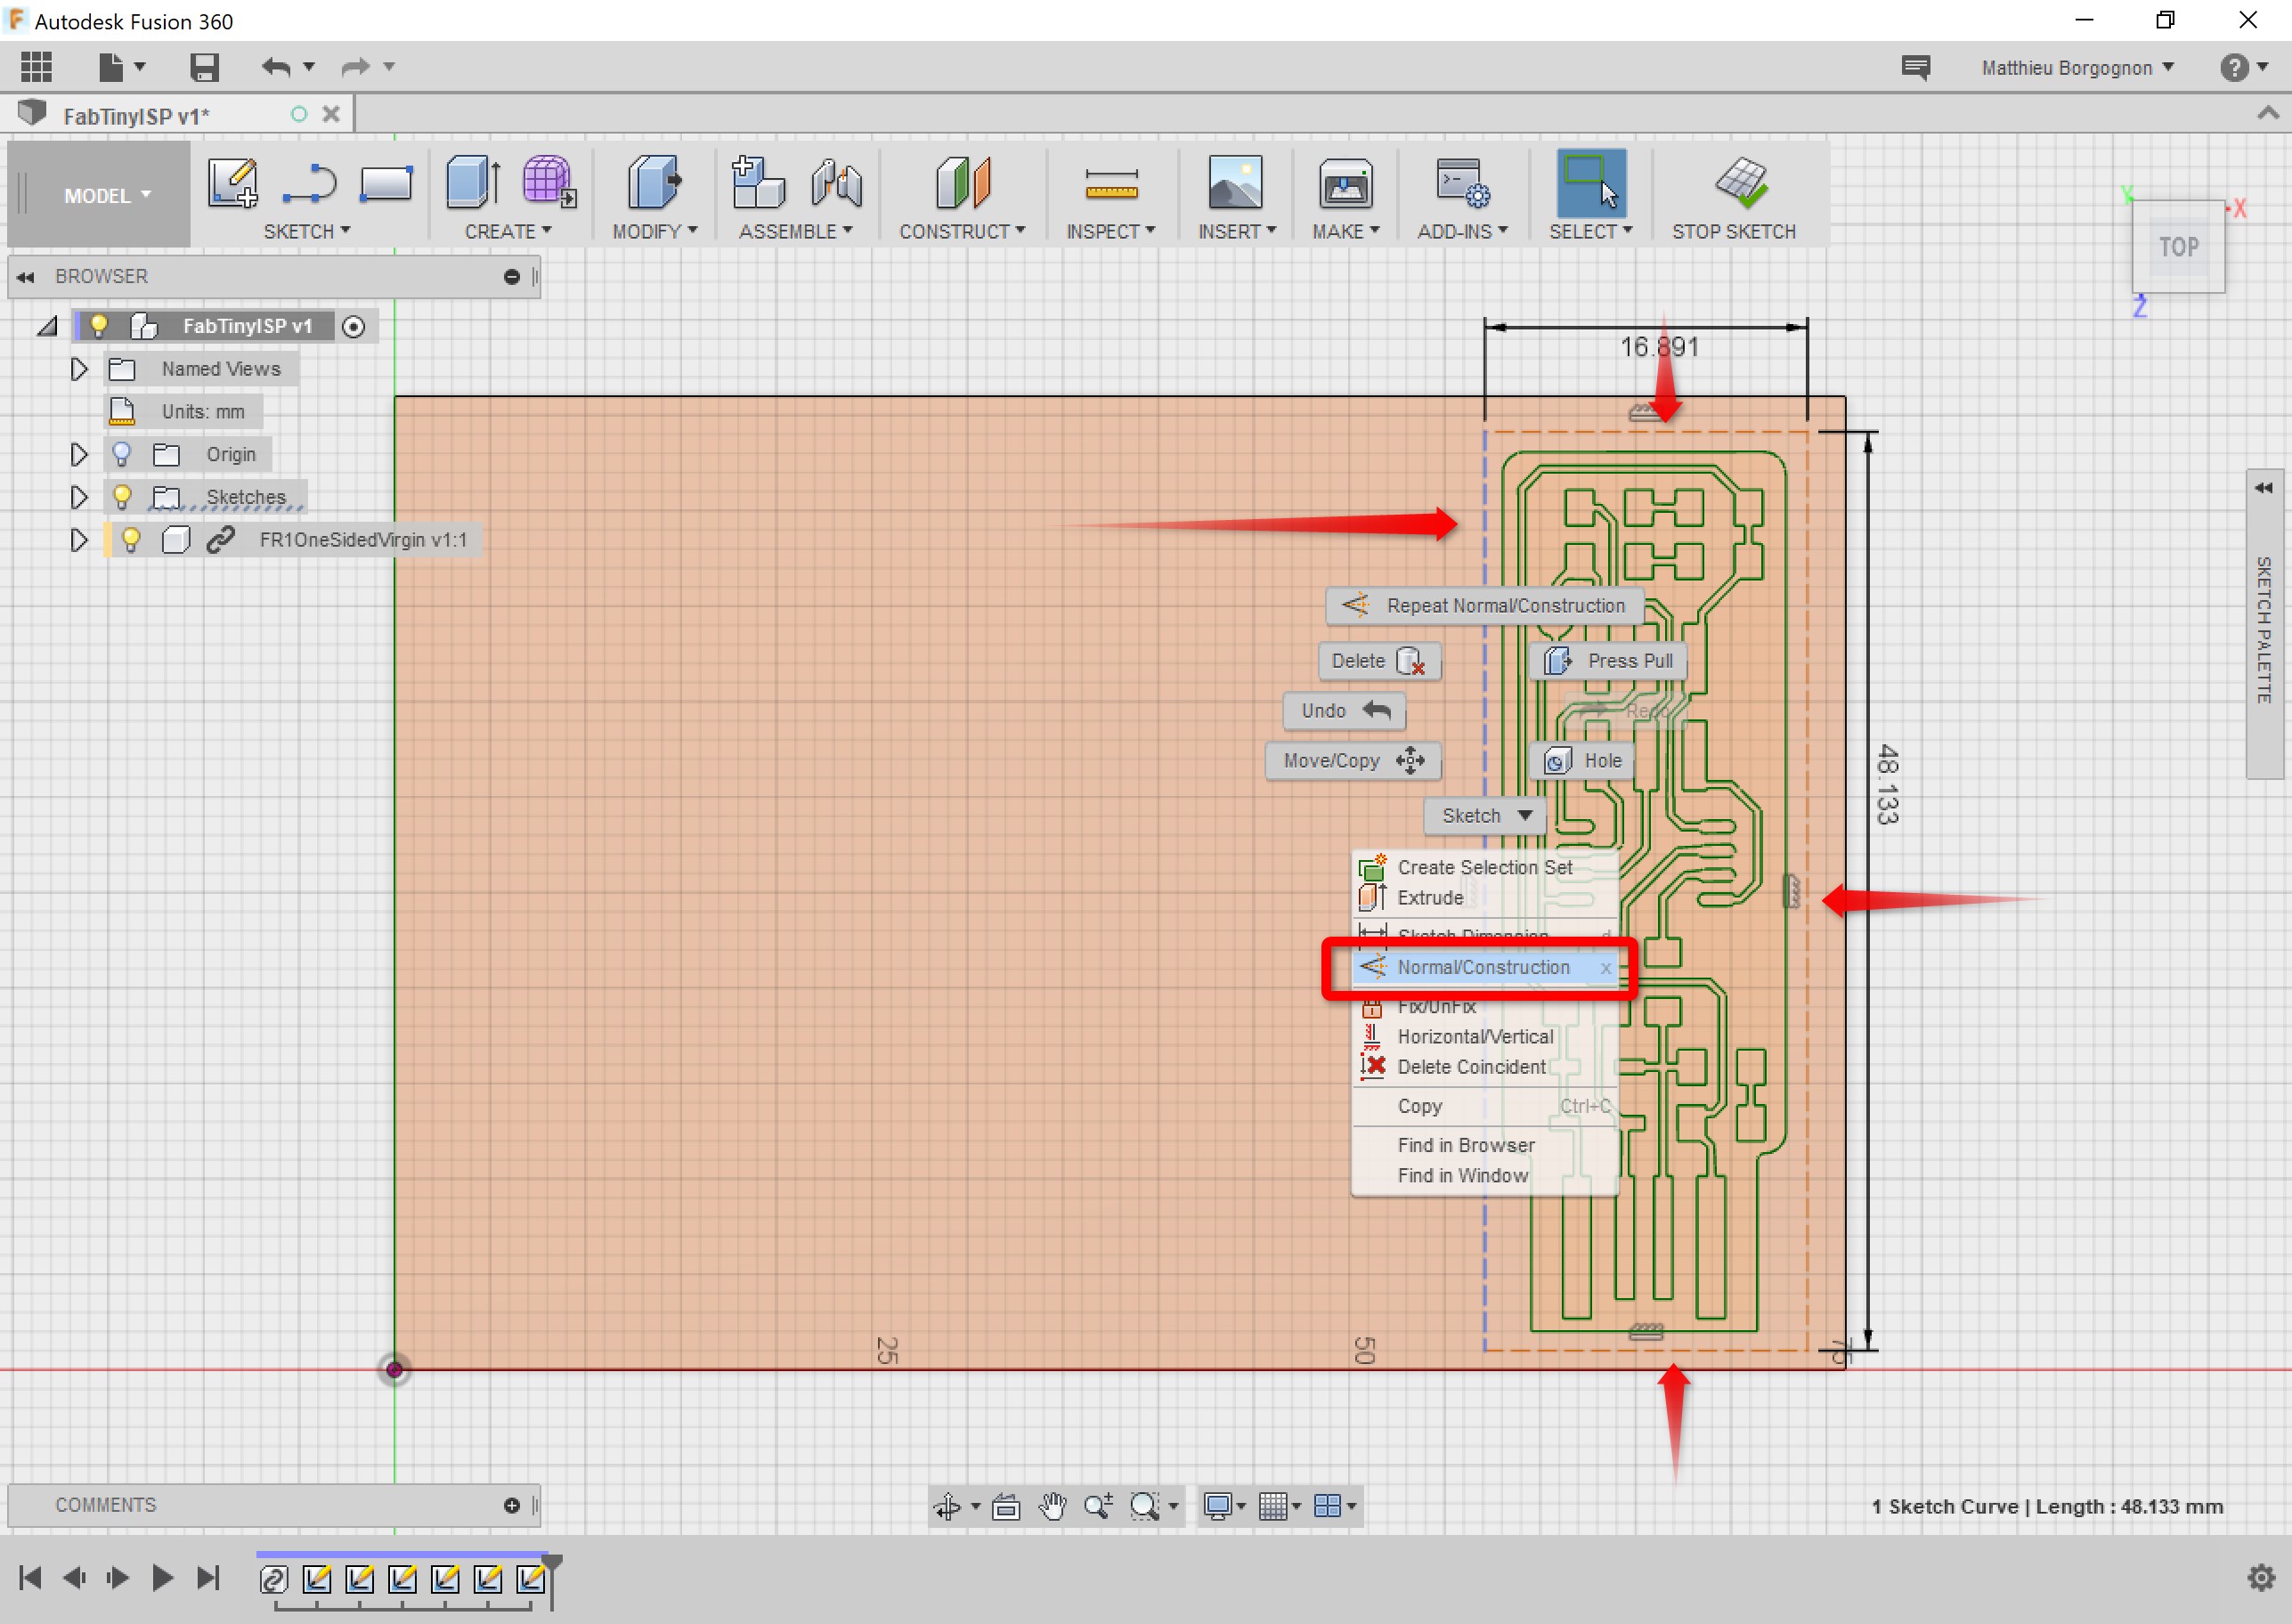 Autodesk Fusion 360
Matthieu Borgognon
FabTinyISP v1*
MODEL
SKETCH
CREATE
MODIFY
ASSEMBLE
CONSTRUCT
INSPECT
INSERT
MAKE
ADD-INS
SELECT
STOP SKETCH
Y
X
TOP
Z
BROWSER
FabTinyISP v1
Named Views
Units: mm
Origin
Sketches
FR1OneSidedVirgin v1:1
16.891
48.133
SKETCH PALETTE
Repeat Normal/Construction
Delete
Press Pull
Undo
Redo
Move/Copy
Hole
Sketch
Create Selection Set
Extrude
Sketch Dimension d
Normal/Construction x
Fix/UnFix
Horizontal/Vertical
Delete Coincident
Copy Ctrl+C
Find in Browser
Find in Window
25
50
75
COMMENTS
1 Sketch Curve | Length : 48.133 mm